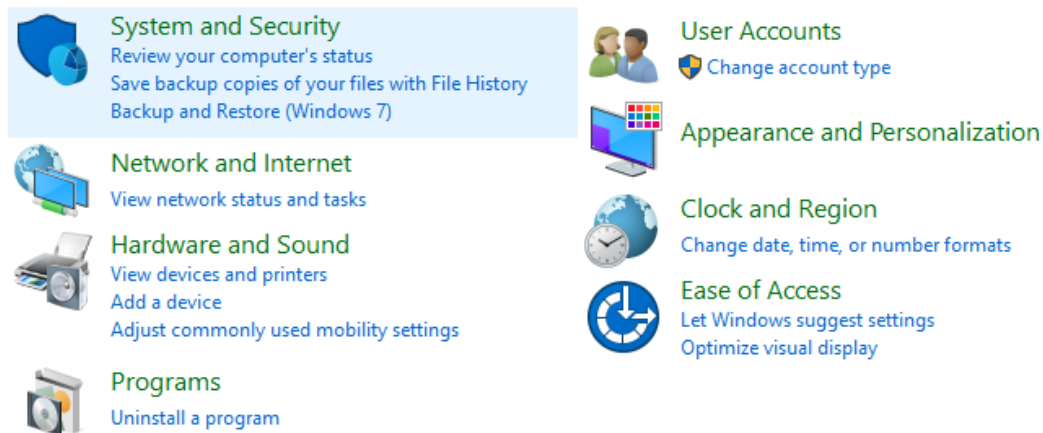 System and Security
Review your computer's status
Save backup copies of your files with File History
Backup and Restore (Windows 7)
Network and Internet
View network status and tasks
Hardware and Sound
View devices and printers
Add a device
Adjust commonly used mobility settings
Programs
Uninstall a program
User Accounts
Change account type
Appearance and Personalization
Clock and Region
Change date, time, or number formats
Ease of Access
Let Windows suggest settings
Optimize visual display